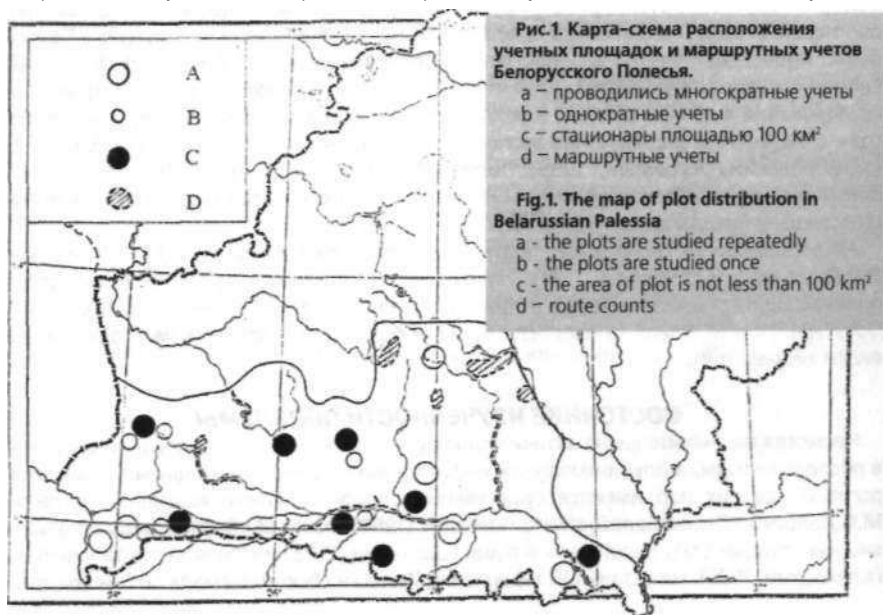 A
B
C
D
Рис.1. Карта-схема расположения
учетных площадок и маршрутных учетов
Белорусского Полесья.
a – проводились многократные учеты
b – однократные учеты
c – стационары площадью 100 км²
d – маршрутные учеты
Fig.1. The map of plot distribution in
Belarussian Palessia
a - the plots are studied repeatedly
b - the plots are studied once
c - the area of plot is not less than 100 km²
d – route counts